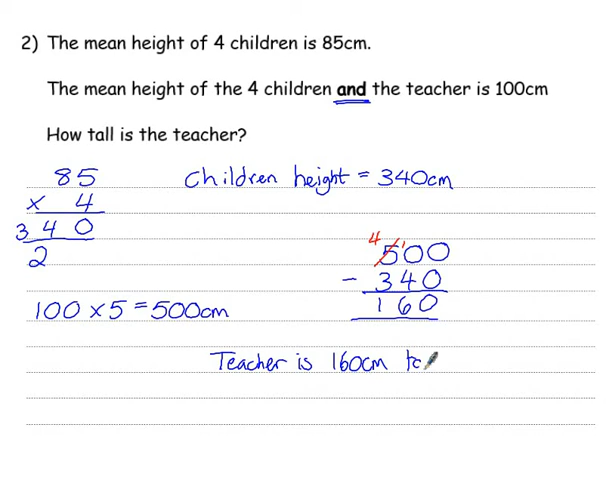 2) The mean height of 4 children is 85cm.
The mean height of the 4 children and the teacher is 100cm
How tall is the teacher?
85
x 4
340
2
Children height = 340cm
100 x 5 = 500cm
4 1
500
- 340
160
Teacher is 160cm